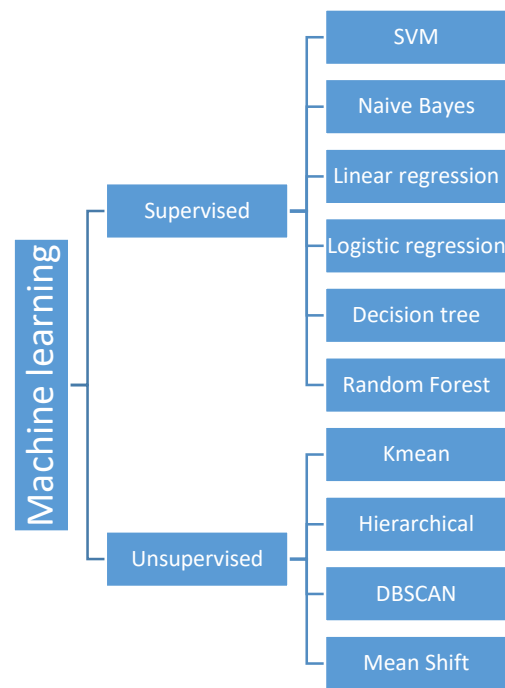 Machine learning
Supervised
SVM
Naive Bayes
Linear regression
Logistic regression
Decision tree
Random Forest
Unsupervised
Kmean
Hierarchical
DBSCAN
Mean Shift